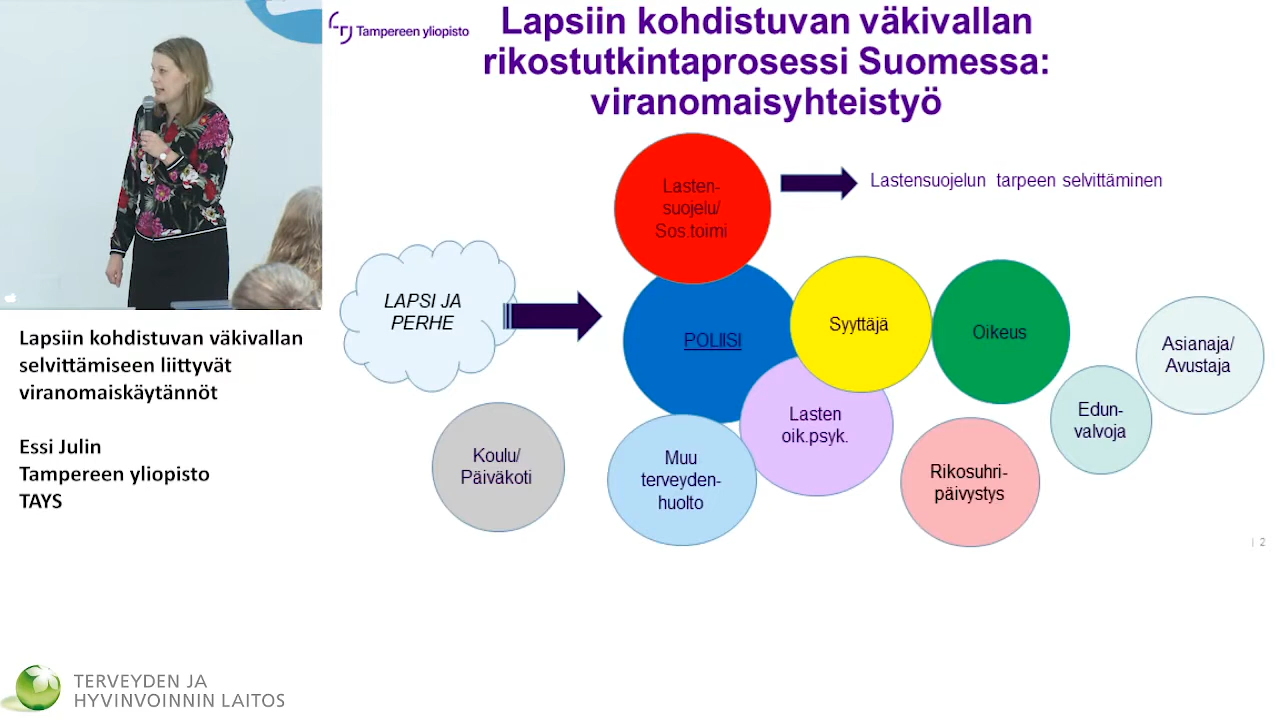 Tampereen yliopisto
Lapsiin kohdistuvan väkivallan
rikostutkintaprosessi Suomessa:
viranomaisyhteistyö
Lasten-
suojelu/
Sos.toimi
Lastensuojelun tarpeen selvittäminen
LAPSI JA
PERHE
POLIISI
Syyttäjä
Oikeus
Asianaja/
Avustaja
Edun-
valvoja
Lasten
oik.psyk.
Koulu/
Päiväkoti
Muu
terveyden-
huolto
Rikosuhri-
päivystys
| 2
Lapsiin kohdistuvan väkivallan
selvittämiseen liittyvät
viranomaiskäytännöt
Essi Julin
Tampereen yliopisto
TAYS
TERVEYDEN JA
HYVINVOINNIN LAITOS